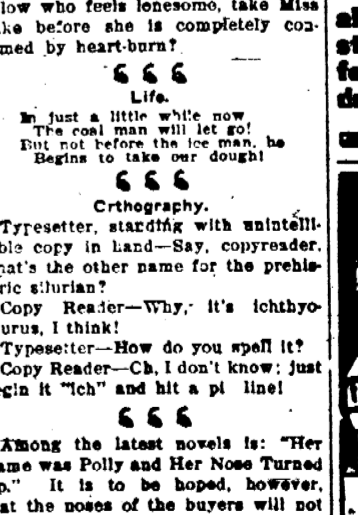 low who feels lonesome, take Miss
ke before she is completely con-
med by heart-burn?
Life.
In just a little while now
The coal man will let go!
But not before the ice man, he
Begins to take our dough!
Orthography.
Typesetter, standing with unintelli-
ble copy in hand—Say, copyreader,
hat's the other name for the prehis-
ric silurian?
Copy Reader—Why, it's ichthyo-
urus, I think!
Typesetter—How do you spell it?
Copy Reader—Oh, I don't know; just
gin it "ich" and hit a pi line!
Among the latest novels is: "Her
ame was Polly and Her Nose Turned
p." It is to be hoped, however,
at the noses of the buyers will not